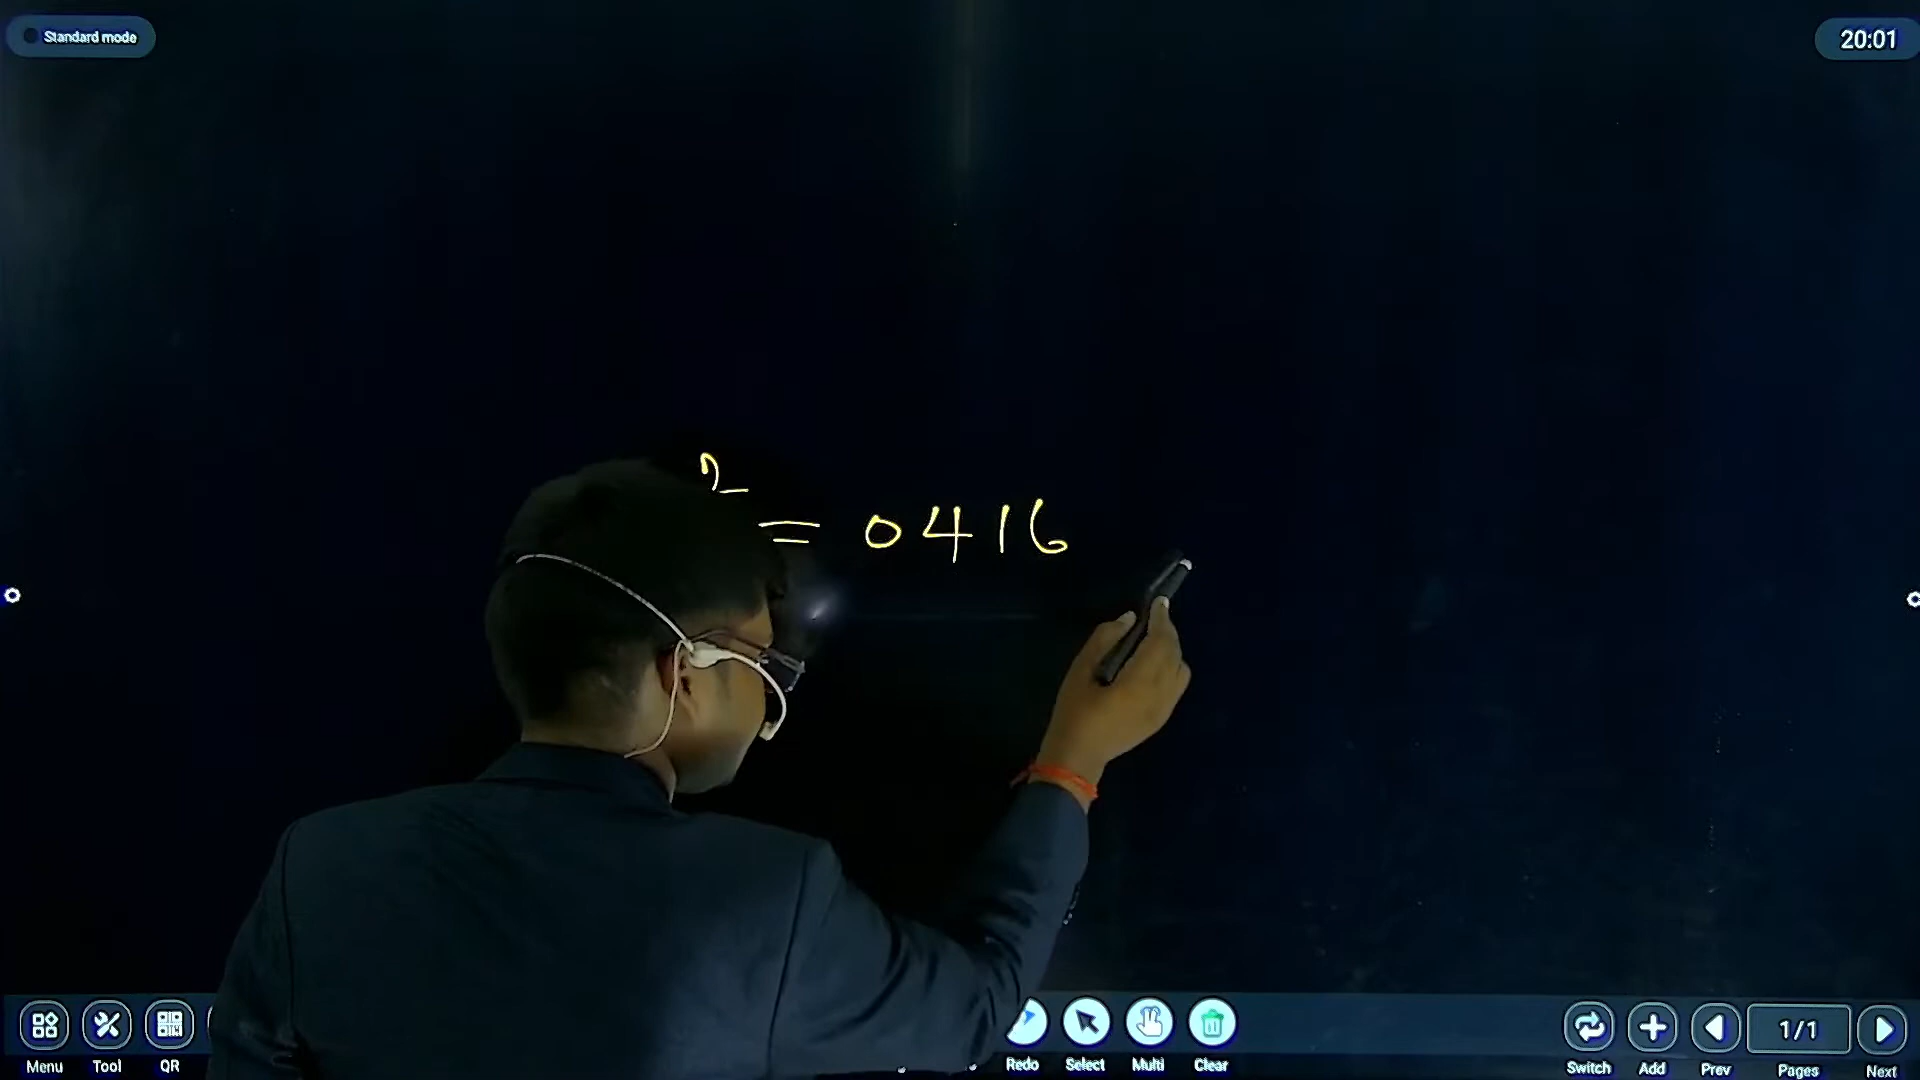 Standard mode
20:01
2
= 0416
Menu Tool QR Redo Select Multi Clear Switch Add Prev 1/1 Pages Next